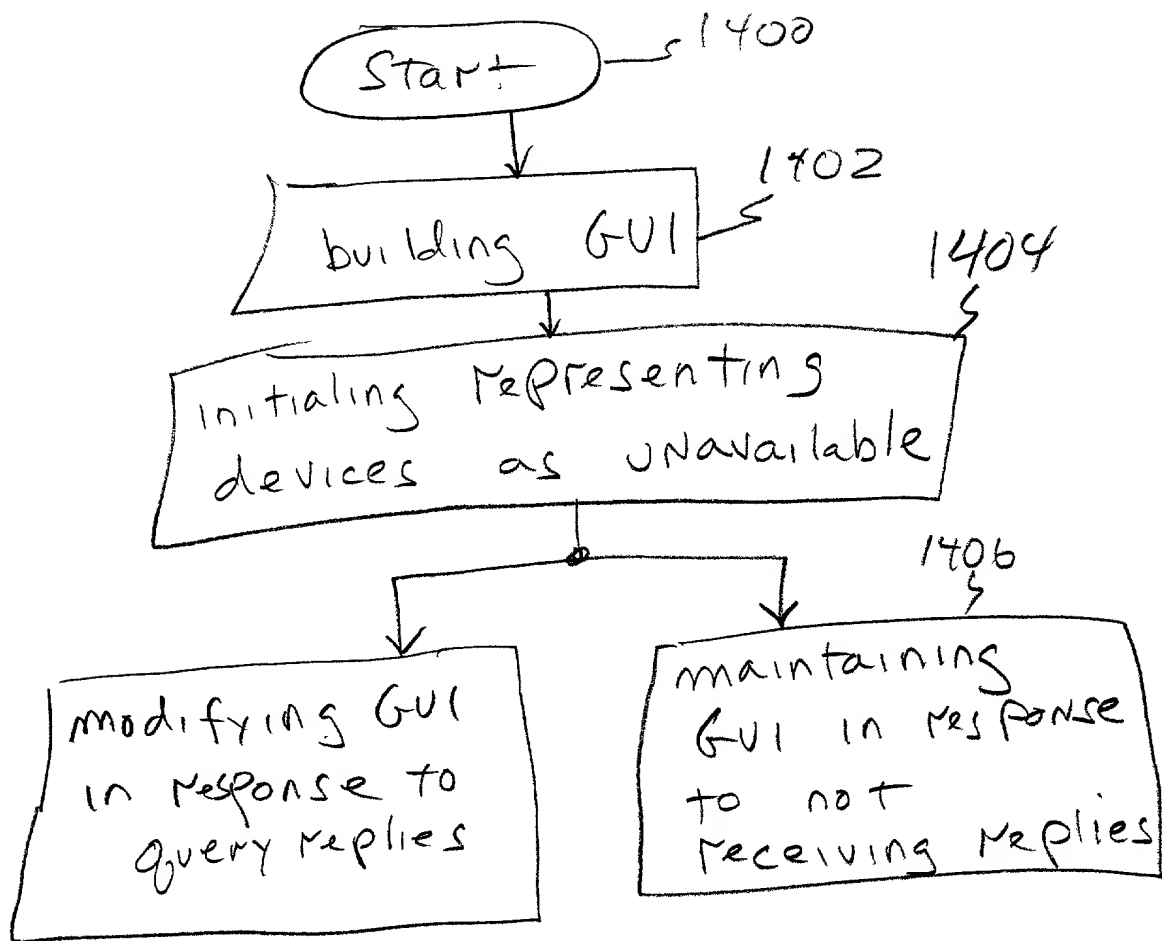 Start
1400
building GUI
1402
1404
initialing representing
devices as unavailable
1406
modifying GUI
in response to
query replies
maintaining
GUI in response
to not
receiving replies